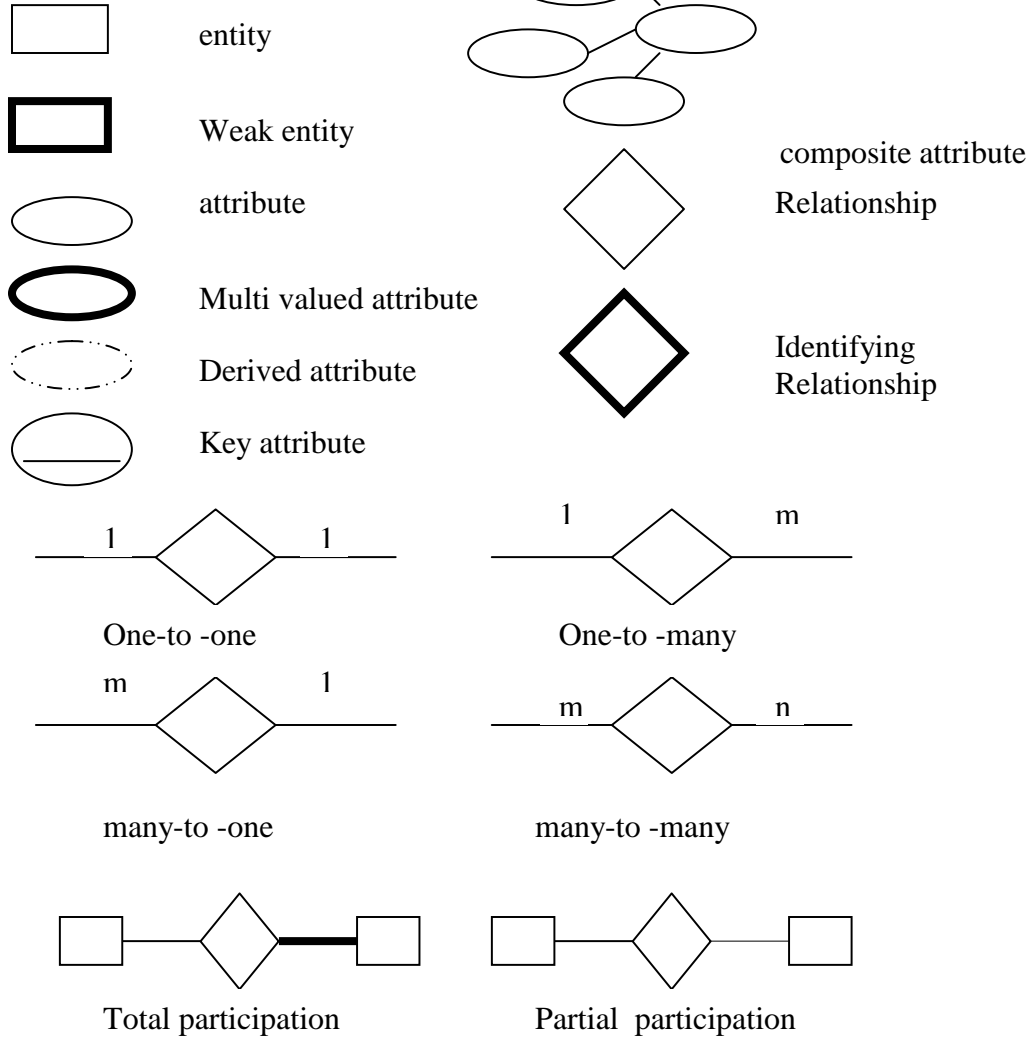 entity
Weak entity
composite attribute
attribute
Relationship
Multi valued attribute
Identifying
Relationship
Derived attribute
Key attribute
1 1
1 m
One-to -one
One-to -many
m 1
m n
many-to -one
many-to -many
Total participation
Partial participation